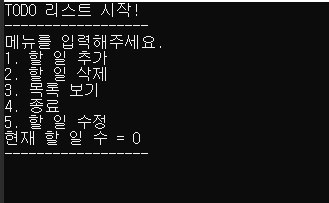 TODO 리스트 시작!
------------------
메뉴를 입력해주세요.
1. 할 일 추가
2. 할 일 삭제
3. 목록 보기
4. 종료
5. 할 일 수정
현재 할 일 수 = 0
------------------